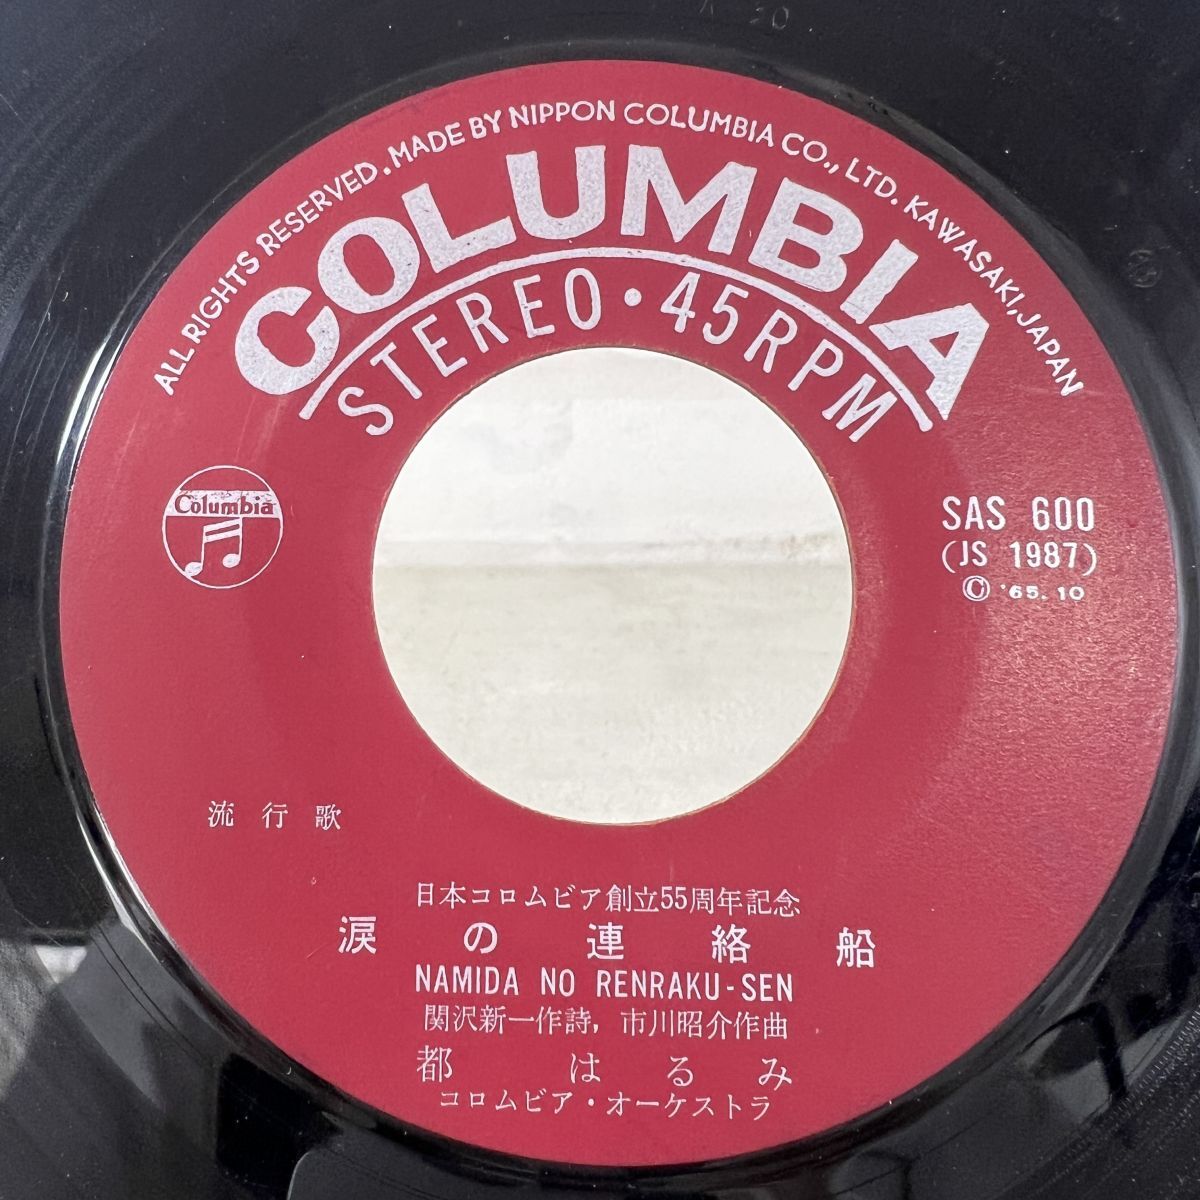 ALL RIGHTS RESERVED. MADE BY NIPPON COLUMBIA CO., LTD. KAWASAKI, JAPAN
COLUMBIA
STEREO・45RPM
Columbia
SAS 600
(JS 1987)
© '65. 10
流行歌
日本コロムビア創立55周年記念
涙の連絡船
NAMIDA NO RENRAKU-SEN
関沢新一作詩, 市川昭介作曲
都 はるみ
コロムビア・オーケストラ